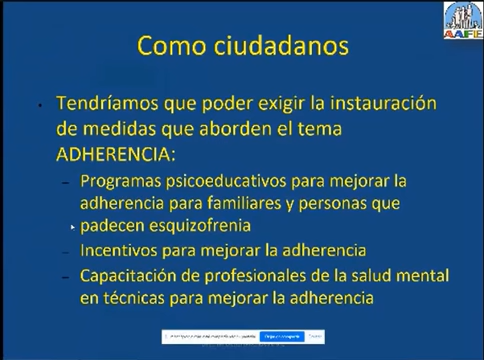 AAFE
Como ciudadanos
Tendríamos que poder exigir la instauración
de medidas que aborden el tema
ADHERENCIA:
– Programas psicoeducativos para mejorar la
adherencia para familiares y personas que
padecen esquizofrenia
– Incentivos para mejorar la adherencia
– Capacitación de profesionales de la salud mental
en técnicas para mejorar la adherencia